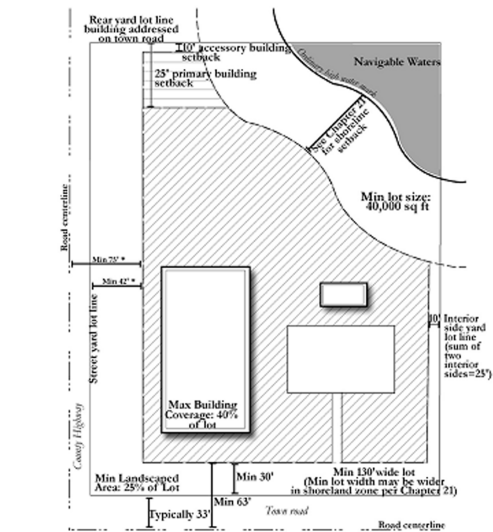 Rear yard lot line
building addressed
on town road
10' accessory building
setback
25' primary building
setback
Ordinary high water mark
Navigable Waters
See Chapter 21
for shoreline
setback
Min lot size:
40,000 sq ft
Road centerline
Min 75' *
Min 42' *
Street yard lot line
10' Interior
side yard
lot line
(sum of
two
interior
sides=25')
Max Building
Coverage: 40%
of lot
County Highway
Min Landscaped
Area: 25% of Lot
Min 30'
Min 130' wide lot
(Min lot width may be wider
in shoreland zone per Chapter 21)
Min 63'
Typically 33'
Town road
Road centerline